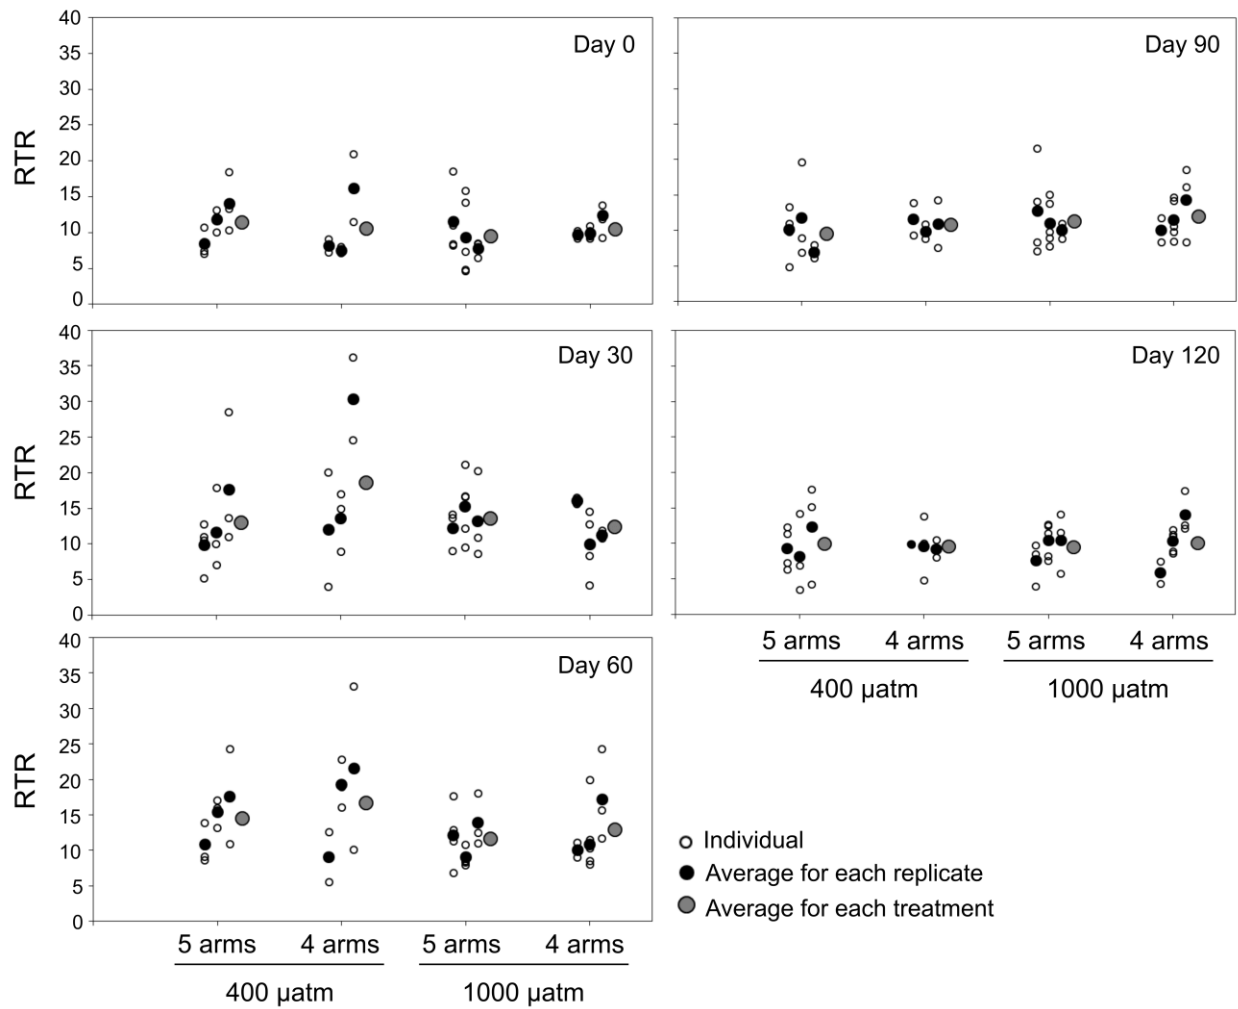 RTR
40
35
30
25
20
15
10
5
0
Day 0
Day 90
RTR
40
35
30
25
20
15
10
5
0
Day 30
Day 120
5 arms 4 arms 5 arms 4 arms
400 µatm 1000 µatm
RTR
40
35
30
25
20
15
10
5
0
Day 60
5 arms 4 arms 5 arms 4 arms
400 µatm 1000 µatm
Individual
Average for each replicate
Average for each treatment